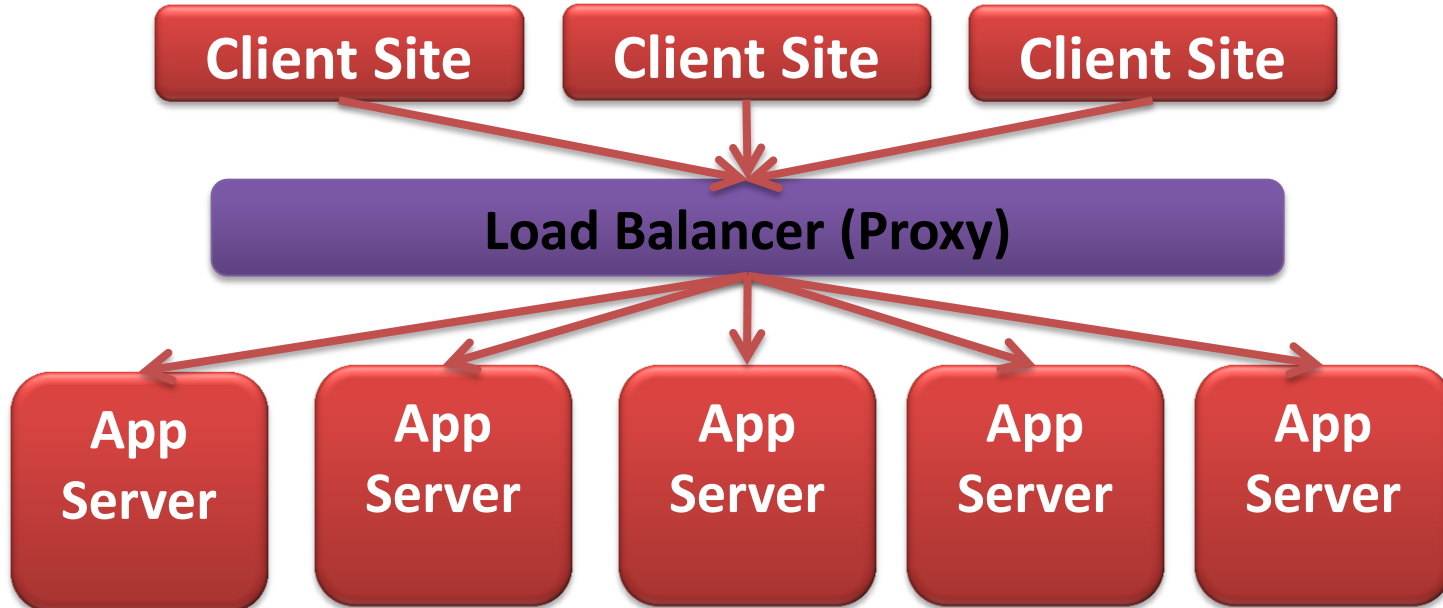 Client Site
Client Site
Client Site
Load Balancer (Proxy)
App
Server
App
Server
App
Server
App
Server
App
Server